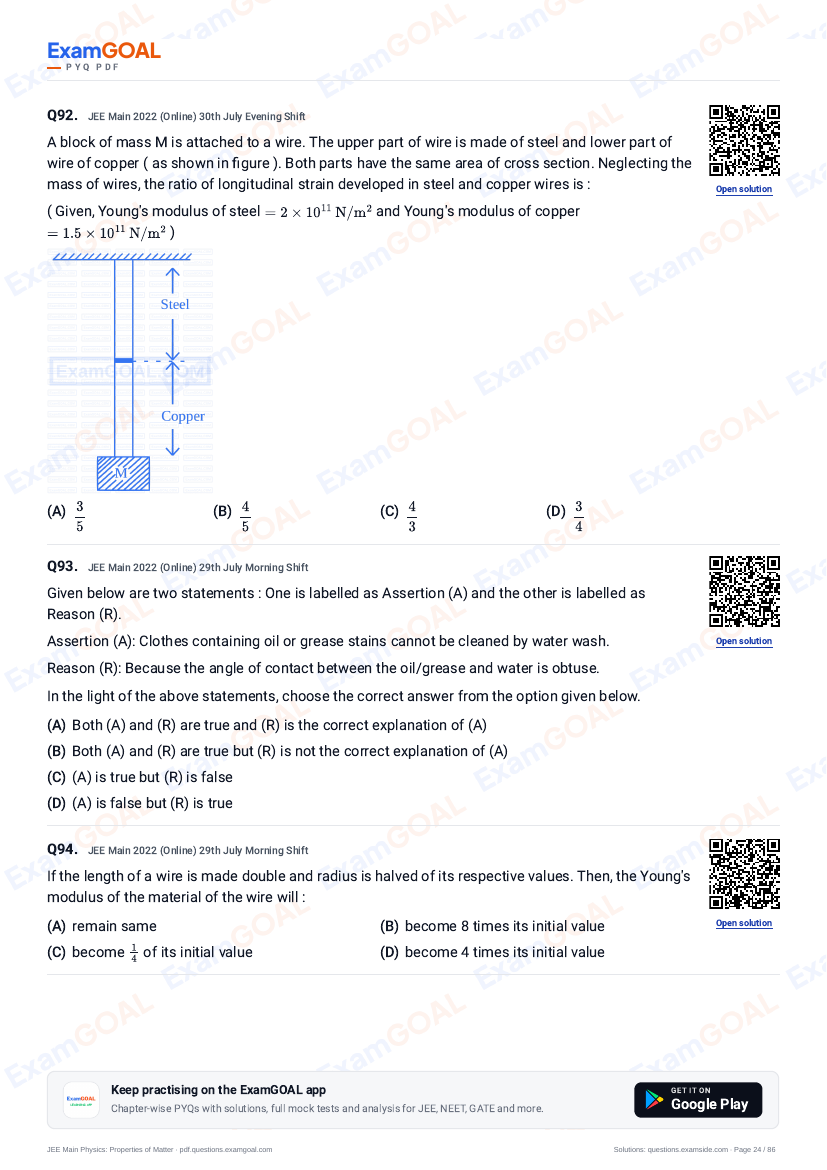 ExamGOAL
PYQ PDF
Q92. JEE Main 2022 (Online) 30th July Evening Shift
A block of mass M is attached to a wire. The upper part of wire is made of steel and lower part of
wire of copper ( as shown in figure ). Both parts have the same area of cross section. Neglecting the
mass of wires, the ratio of longitudinal strain developed in steel and copper wires is :
Open solution
( Given, Young's modulus of steel = 2 × 10¹¹ N/m² and Young's modulus of copper
= 1.5 × 10¹¹ N/m² )
Steel
ExamGOAL.COM
Copper
M
(A) 3/5 (B) 4/5 (C) 4/3 (D) 3/4
Q93. JEE Main 2022 (Online) 29th July Morning Shift
Given below are two statements : One is labelled as Assertion (A) and the other is labelled as
Reason (R).
Open solution
Assertion (A): Clothes containing oil or grease stains cannot be cleaned by water wash.
Reason (R): Because the angle of contact between the oil/grease and water is obtuse.
In the light of the above statements, choose the correct answer from the option given below.
(A) Both (A) and (R) are true and (R) is the correct explanation of (A)
(B) Both (A) and (R) are true but (R) is not the correct explanation of (A)
(C) (A) is true but (R) is false
(D) (A) is false but (R) is true
Q94. JEE Main 2022 (Online) 29th July Morning Shift
If the length of a wire is made double and radius is halved of its respective values. Then, the Young's
modulus of the material of the wire will :
Open solution
(A) remain same (B) become 8 times its initial value
(C) become 1/4 of its initial value (D) become 4 times its initial value
ExamGOAL
Keep practising on the ExamGOAL app
Chapter-wise PYQs with solutions, full mock tests and analysis for JEE, NEET, GATE and more.
GET IT ON
Google Play
JEE Main Physics: Properties of Matter · pdf.questions.examgoal.com Solutions: questions.examside.com · Page 24 / 86